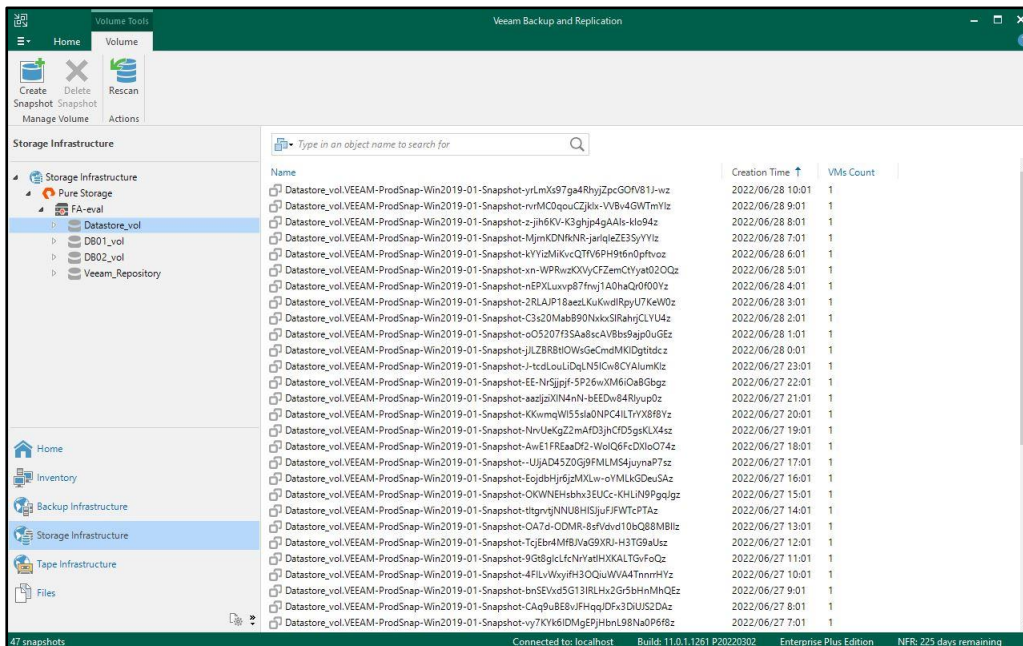 Volume Tools
Veeam Backup and Replication
Home
Volume
Create
Snapshot
Delete
Snapshot
Rescan
Manage Volume
Actions
Storage Infrastructure
Storage Infrastructure
Pure Storage
FA-eval
Datastore_vol
DB01_vol
DB02_vol
Veeam_Repository
Home
Inventory
Backup Infrastructure
Storage Infrastructure
Tape Infrastructure
Files
Type in an object name to search for
Name Creation Time VMs Count
Datastore_vol.VEEAM-ProdSnap-Win2019-01-Snapshot-yrLmXs97ga4RhyjZpcGOfV81J-wz 2022/06/28 10:01 1
Datastore_vol.VEEAM-ProdSnap-Win2019-01-Snapshot-rvrMC0qouCZjklx-VVBv4GWTmYlz 2022/06/28 9:01 1
Datastore_vol.VEEAM-ProdSnap-Win2019-01-Snapshot-z-jih6KV-K3ghjp4gAAls-klo94z 2022/06/28 8:01 1
Datastore_vol.VEEAM-ProdSnap-Win2019-01-Snapshot-MjrnKDNfkNR-jarlqleZE3SyYYlz 2022/06/28 7:01 1
Datastore_vol.VEEAM-ProdSnap-Win2019-01-Snapshot-kYYizMiKvcQTfV6PH9t6n0pftvoz 2022/06/28 6:01 1
Datastore_vol.VEEAM-ProdSnap-Win2019-01-Snapshot-xn-WPRwzKXVyCFZemCtYyat02OQz 2022/06/28 5:01 1
Datastore_vol.VEEAM-ProdSnap-Win2019-01-Snapshot-nEPXLuxvp87frwj1A0haQr0f00Yz 2022/06/28 4:01 1
Datastore_vol.VEEAM-ProdSnap-Win2019-01-Snapshot-2RLAJP18aezLKuKwdIRpyU7KeW0z 2022/06/28 3:01 1
Datastore_vol.VEEAM-ProdSnap-Win2019-01-Snapshot-C3s20MabB90NxkxSlRahrjCLYU4z 2022/06/28 2:01 1
Datastore_vol.VEEAM-ProdSnap-Win2019-01-Snapshot-oO5207f3SAa8scAVBbs9ajp0uGEz 2022/06/28 1:01 1
Datastore_vol.VEEAM-ProdSnap-Win2019-01-Snapshot-jJLZBRBtlOWsGeCmdMKIDgtitdcz 2022/06/28 0:01 1
Datastore_vol.VEEAM-ProdSnap-Win2019-01-Snapshot-J-tcdLouLiDqLN5ICw8CYAlumKlz 2022/06/27 23:01 1
Datastore_vol.VEEAM-ProdSnap-Win2019-01-Snapshot-EE-NrSjjpjf-5P26wXM6iOaBGbgz 2022/06/27 22:01 1
Datastore_vol.VEEAM-ProdSnap-Win2019-01-Snapshot-aazljziXlN4nN-bEEDw84Rlyup0z 2022/06/27 21:01 1
Datastore_vol.VEEAM-ProdSnap-Win2019-01-Snapshot-KKwmqWl55sla0NPC4ILTrYX8f8Yz 2022/06/27 20:01 1
Datastore_vol.VEEAM-ProdSnap-Win2019-01-Snapshot-NrvUeKgZ2mAfD3jhCfD5gsKLX4sz 2022/06/27 19:01 1
Datastore_vol.VEEAM-ProdSnap-Win2019-01-Snapshot-AwE1FREaaDf2-WolQ6FcDXloO74z 2022/06/27 18:01 1
Datastore_vol.VEEAM-ProdSnap-Win2019-01-Snapshot--UJjAD45Z0Gj9FMLMS4juynaP7sz 2022/06/27 17:01 1
Datastore_vol.VEEAM-ProdSnap-Win2019-01-Snapshot-EojdbHjr6jzMXLw-oYMLkGDeuSAz 2022/06/27 16:01 1
Datastore_vol.VEEAM-ProdSnap-Win2019-01-Snapshot-OKWNEHsbhx3EUCc-KHLiN9PgqJgz 2022/06/27 15:01 1
Datastore_vol.VEEAM-ProdSnap-Win2019-01-Snapshot-tltgrvtjNNU8HISJjuFJFWTcPTAz 2022/06/27 14:01 1
Datastore_vol.VEEAM-ProdSnap-Win2019-01-Snapshot-OA7d-ODMR-8sfVdvd10bQ88MBllz 2022/06/27 13:01 1
Datastore_vol.VEEAM-ProdSnap-Win2019-01-Snapshot-TcjEbr4MfBJVaG9XRJ-H3TG9aUsz 2022/06/27 12:01 1
Datastore_vol.VEEAM-ProdSnap-Win2019-01-Snapshot-9Gt8glcLfcNrYatlHXKALTGvFoQz 2022/06/27 11:01 1
Datastore_vol.VEEAM-ProdSnap-Win2019-01-Snapshot-4FILvWxyifH3OQiuWVA4TnnrrHYz 2022/06/27 10:01 1
Datastore_vol.VEEAM-ProdSnap-Win2019-01-Snapshot-bnSEVxd5G13IRLHx2Gr5bHnMhQEz 2022/06/27 9:01 1
Datastore_vol.VEEAM-ProdSnap-Win2019-01-Snapshot-CAq9uBE8vJFHqqJDFx3DiUJS2DAz 2022/06/27 8:01 1
Datastore_vol.VEEAM-ProdSnap-Win2019-01-Snapshot-vy7KYk6IDMgEPjHbnL98Na0P6f8z 2022/06/27 7:01 1
47 snapshots
Connected to: localhost Build: 11.0.1.1261 P20220302 Enterprise Plus Edition NFR: 225 days remaining